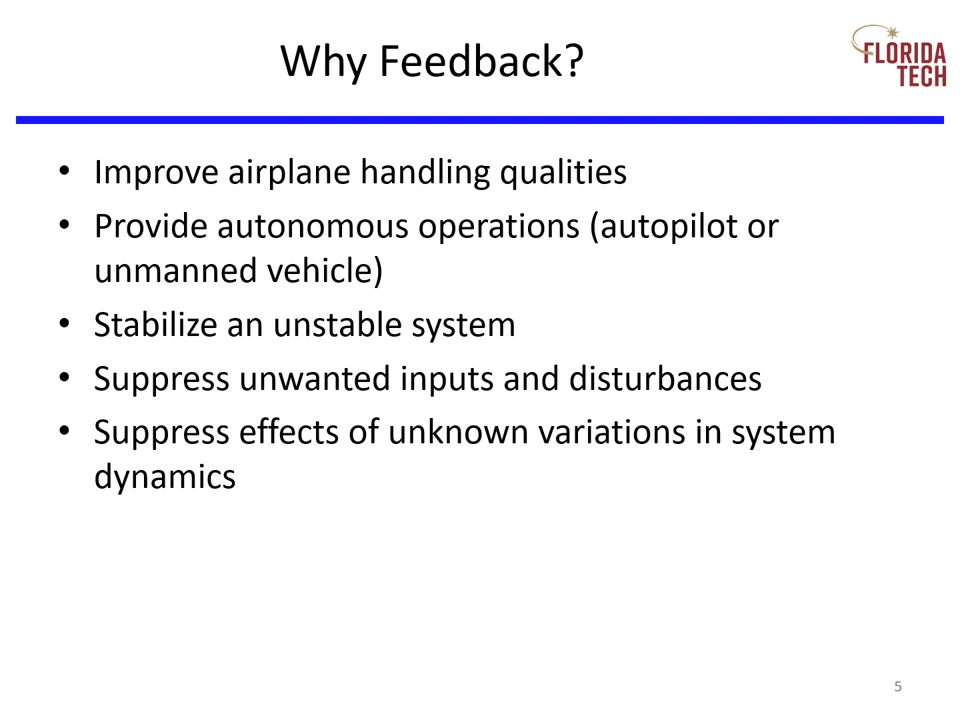 Why Feedback?
FLORIDA
TECH
• Improve airplane handling qualities
• Provide autonomous operations (autopilot or
unmanned vehicle)
• Stabilize an unstable system
• Suppress unwanted inputs and disturbances
• Suppress effects of unknown variations in system
dynamics
5